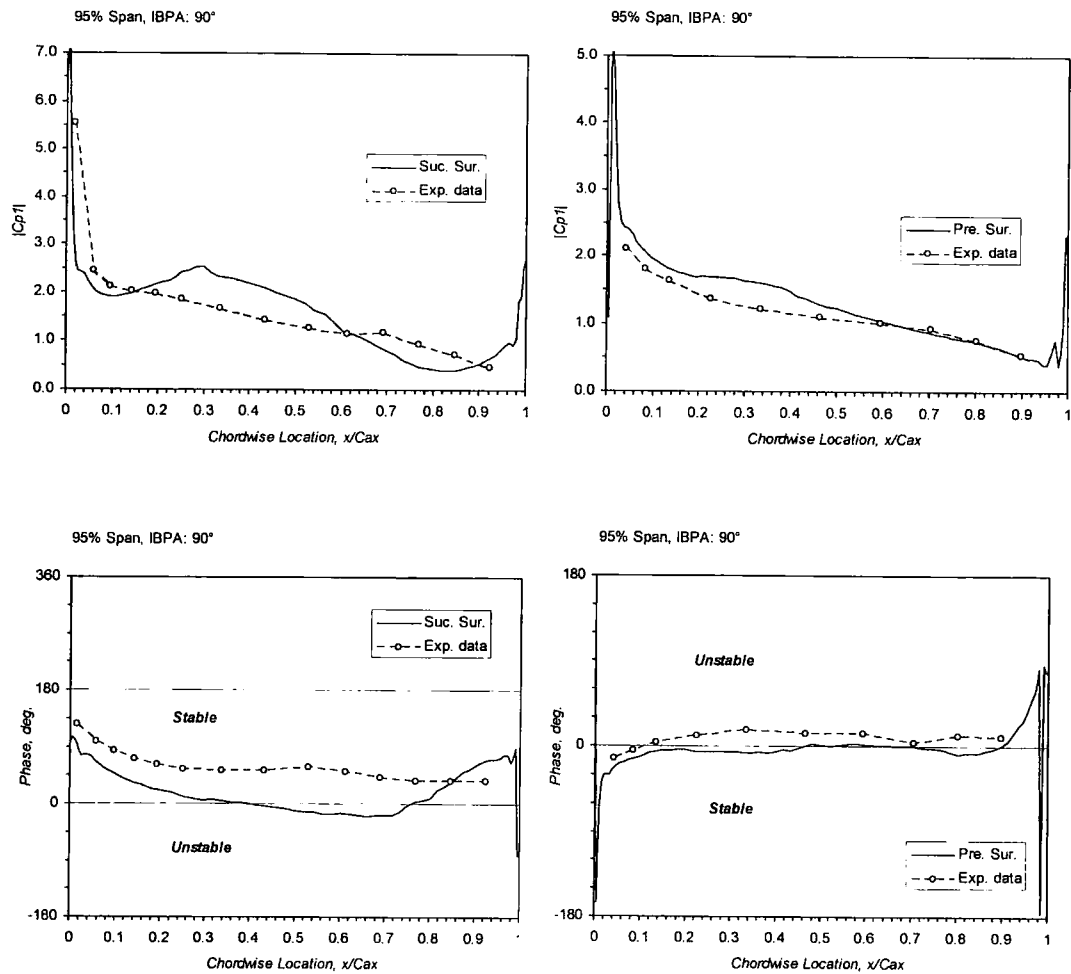 95% Span, IBPA: 90°
7.0
6.0
5.0
4.0
3.0
2.0
1.0
0.0
|Cp1|
Suc. Sur.
Exp. data
0 0.1 0.2 0.3 0.4 0.5 0.6 0.7 0.8 0.9 1
Chordwise Location, x/Cax
95% Span, IBPA: 90°
5.0
4.0
3.0
2.0
1.0
0.0
|Cp1|
Pre. Sur.
Exp. data
0 0.1 0.2 0.3 0.4 0.5 0.6 0.7 0.8 0.9 1
Chordwise Location, x/Cax
95% Span, IBPA: 90°
360
180
0
-180
Phase, deg.
Suc. Sur.
Exp. data
Stable
Unstable
0 0.1 0.2 0.3 0.4 0.5 0.6 0.7 0.8 0.9 1
Chordwise Location, x/Cax
95% Span, IBPA: 90°
180
0
-180
Phase, deg.
Unstable
Stable
Pre. Sur.
Exp. data
0 0.1 0.2 0.3 0.4 0.5 0.6 0.7 0.8 0.9 1
Chordwise Location, x/Cax